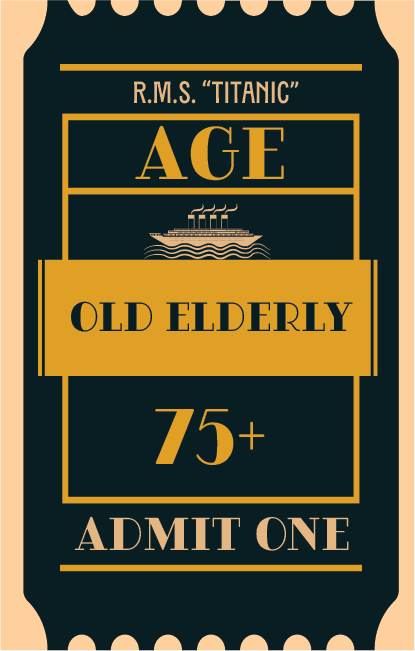 R.M.S. “TITANIC”
AGE
OLD ELDERLY
75+
ADMIT ONE